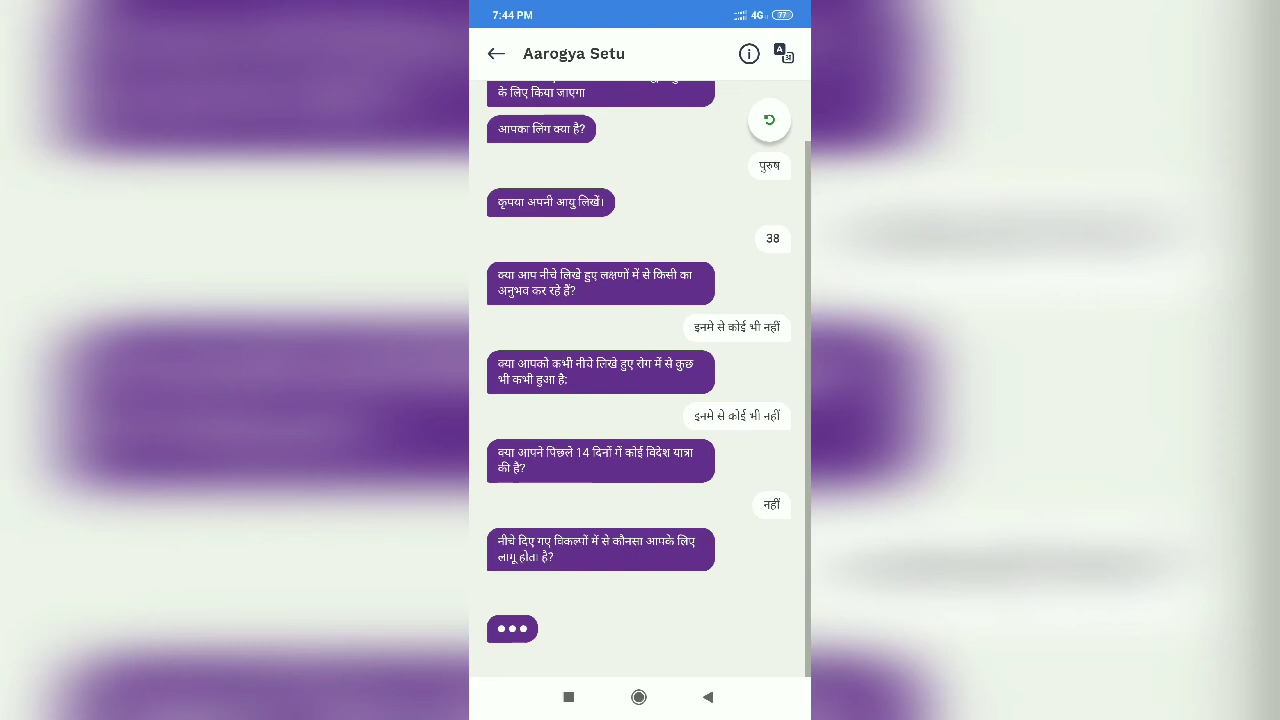 7:44 PM
4G
77
Aarogya Setu
के लिए किया जाएगा
आपका लिंग क्या है?
पुरुष
कृपया अपनी आयु लिखें।
38
क्या आप नीचे लिखे हुए लक्षणों में से किसी का
अनुभव कर रहे हैं?
इनमे से कोई भी नहीं
क्या आपको कभी नीचे लिखे हुए रोग में से कुछ
भी कभी हुआ है:
इनमे से कोई भी नहीं
क्या आपने पिछले 14 दिनों में कोई विदेश यात्रा
की है?
नहीं
नीचे दिए गए विकल्पों में से कौनसा आपके लिए
लागू होता है?